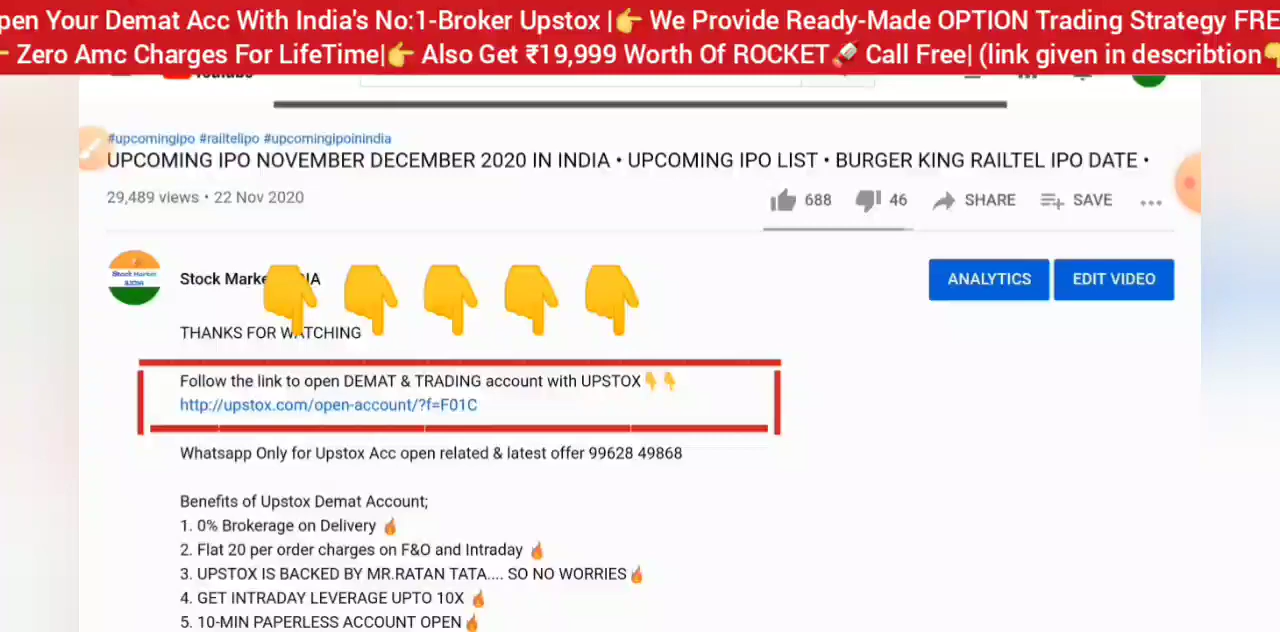 pen Your Demat Acc With India's No:1-Broker Upstox |👉 We Provide Ready-Made OPTION Trading Strategy FRE
Zero Amc Charges For LifeTime|👉 Also Get ₹19,999 Worth Of ROCKET🚀 Call Free| (link given in describtion👇
#upcomingipo #railtelipo #upcomingipoinindia
UPCOMING IPO NOVEMBER DECEMBER 2020 IN INDIA • UPCOMING IPO LIST • BURGER KING RAILTEL IPO DATE •
29,489 views • 22 Nov 2020
688
46
SHARE
SAVE
Stock Market INDIA
Stock Marke IA
ANALYTICS
EDIT VIDEO
THANKS FOR WATCHING
Follow the link to open DEMAT & TRADING account with UPSTOX👇👇
http://upstox.com/open-account/?f=F01C
Whatsapp Only for Upstox Acc open related & latest offer 99628 49868
Benefits of Upstox Demat Account;
1. 0% Brokerage on Delivery 🔥
2. Flat 20 per order charges on F&O and Intraday 🔥
3. UPSTOX IS BACKED BY MR.RATAN TATA.... SO NO WORRIES🔥
4. GET INTRADAY LEVERAGE UPTO 10X 🔥
5. 10-MIN PAPERLESS ACCOUNT OPEN🔥